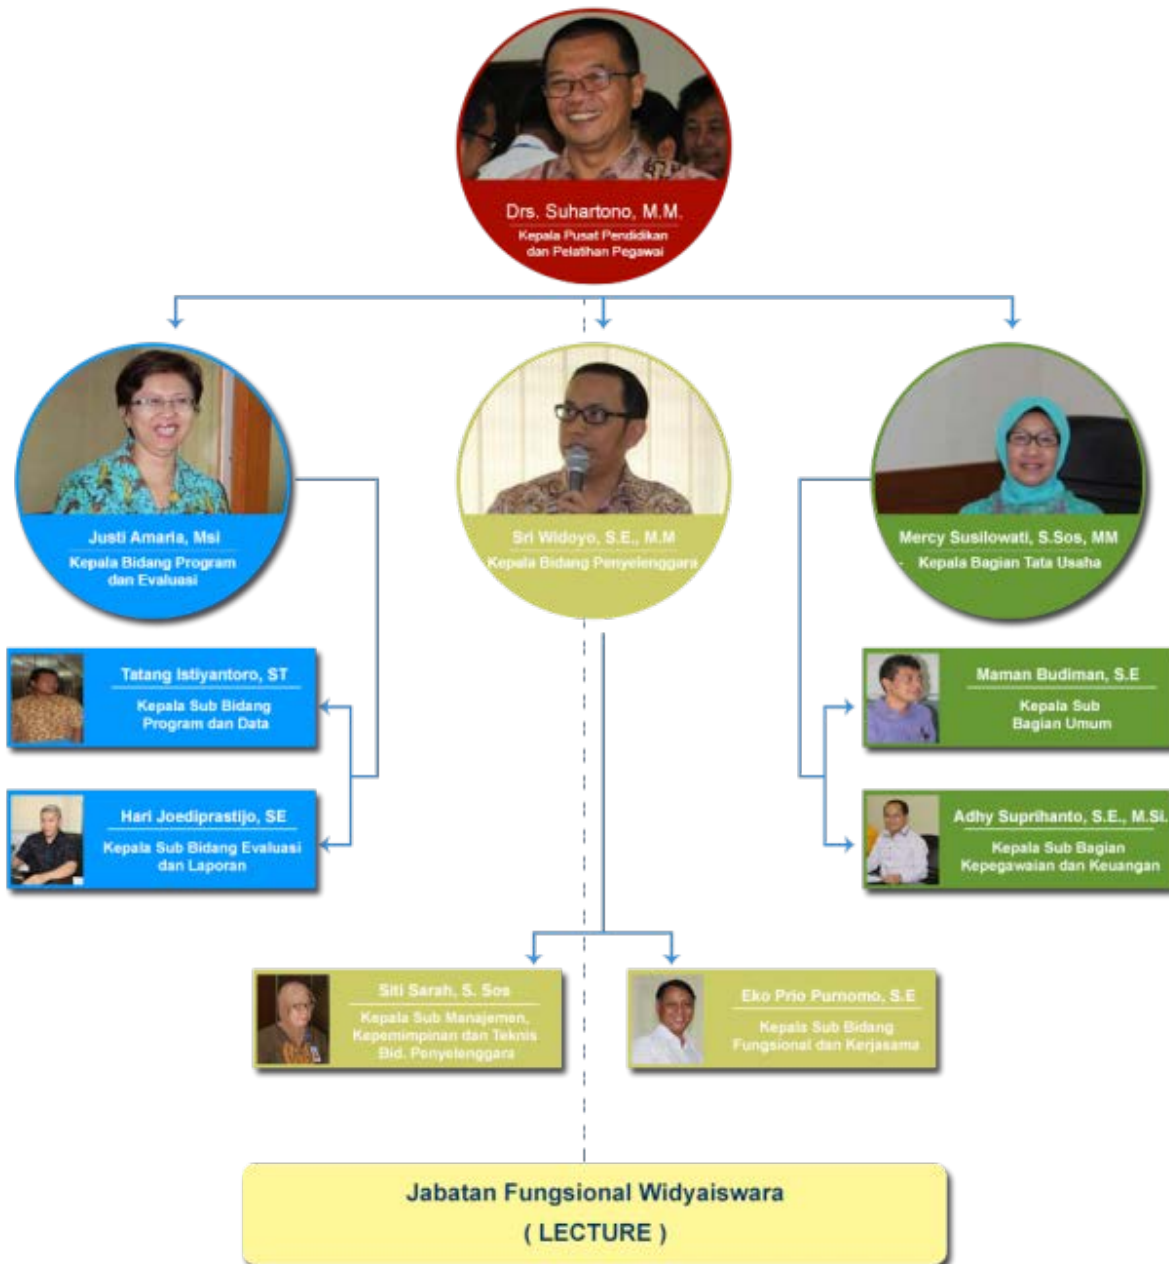 Drs. Suhartono, M.M.
Kepala Pusat Pendidikan
dan Pelatihan Pegawai
Justi Amaria, Msi
Kepala Bidang Program
dan Evaluasi
Sri Widoyo, S.E., M.M
Kepala Bidang Penyelenggara
Mercy Susilowati, S.Sos, MM
- Kepala Bagian Tata Usaha
Tatang Istiyantoro, ST
Kepala Sub Bidang
Program dan Data
Hari Joediprastijo, SE
Kepala Sub Bidang Evaluasi
dan Laporan
Maman Budiman, S.E
Kepala Sub
Bagian Umum
Adhy Suprihanto, S.E., M.Si.
Kepala Sub Bagian
Kepegawaian dan Keuangan
Siti Sarah, S. Sos
Kepala Sub Manajemen,
Kepemimpinan dan Teknis
Bid. Penyelenggara
Eko Prio Purnomo, S.E
Kepala Sub Bidang
Fungsional dan Kerjasama
Jabatan Fungsional Widyaiswara
( LECTURE )